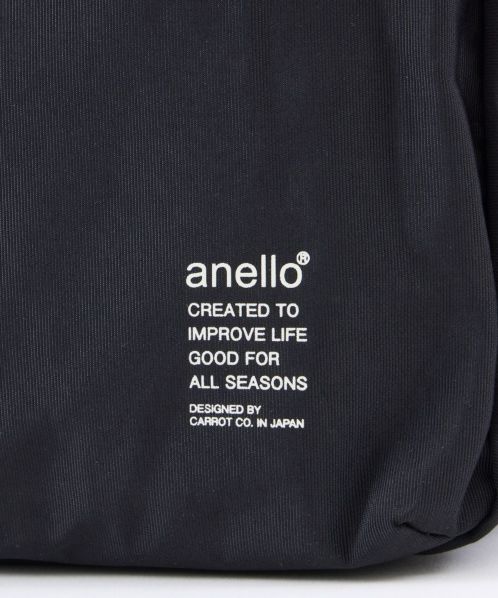 anello®
CREATED TO
IMPROVE LIFE
GOOD FOR
ALL SEASONS
DESIGNED BY
CARROT CO. IN JAPAN